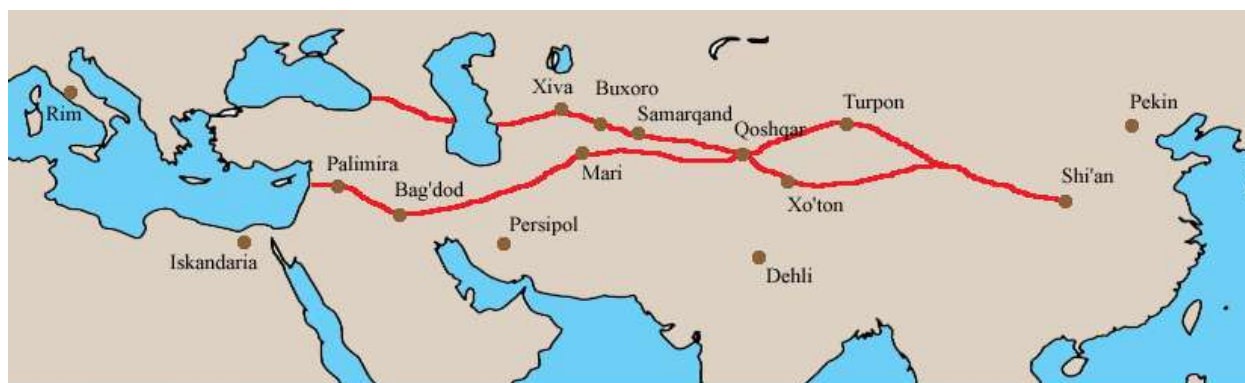 Xiva
Buxoro
Samarqand
Turpon
Pekin
Rim
Qoshqar
Palimira
Mari
Bag'dod
Shi'an
Xo'ton
Persipol
Iskandaria
Dehli